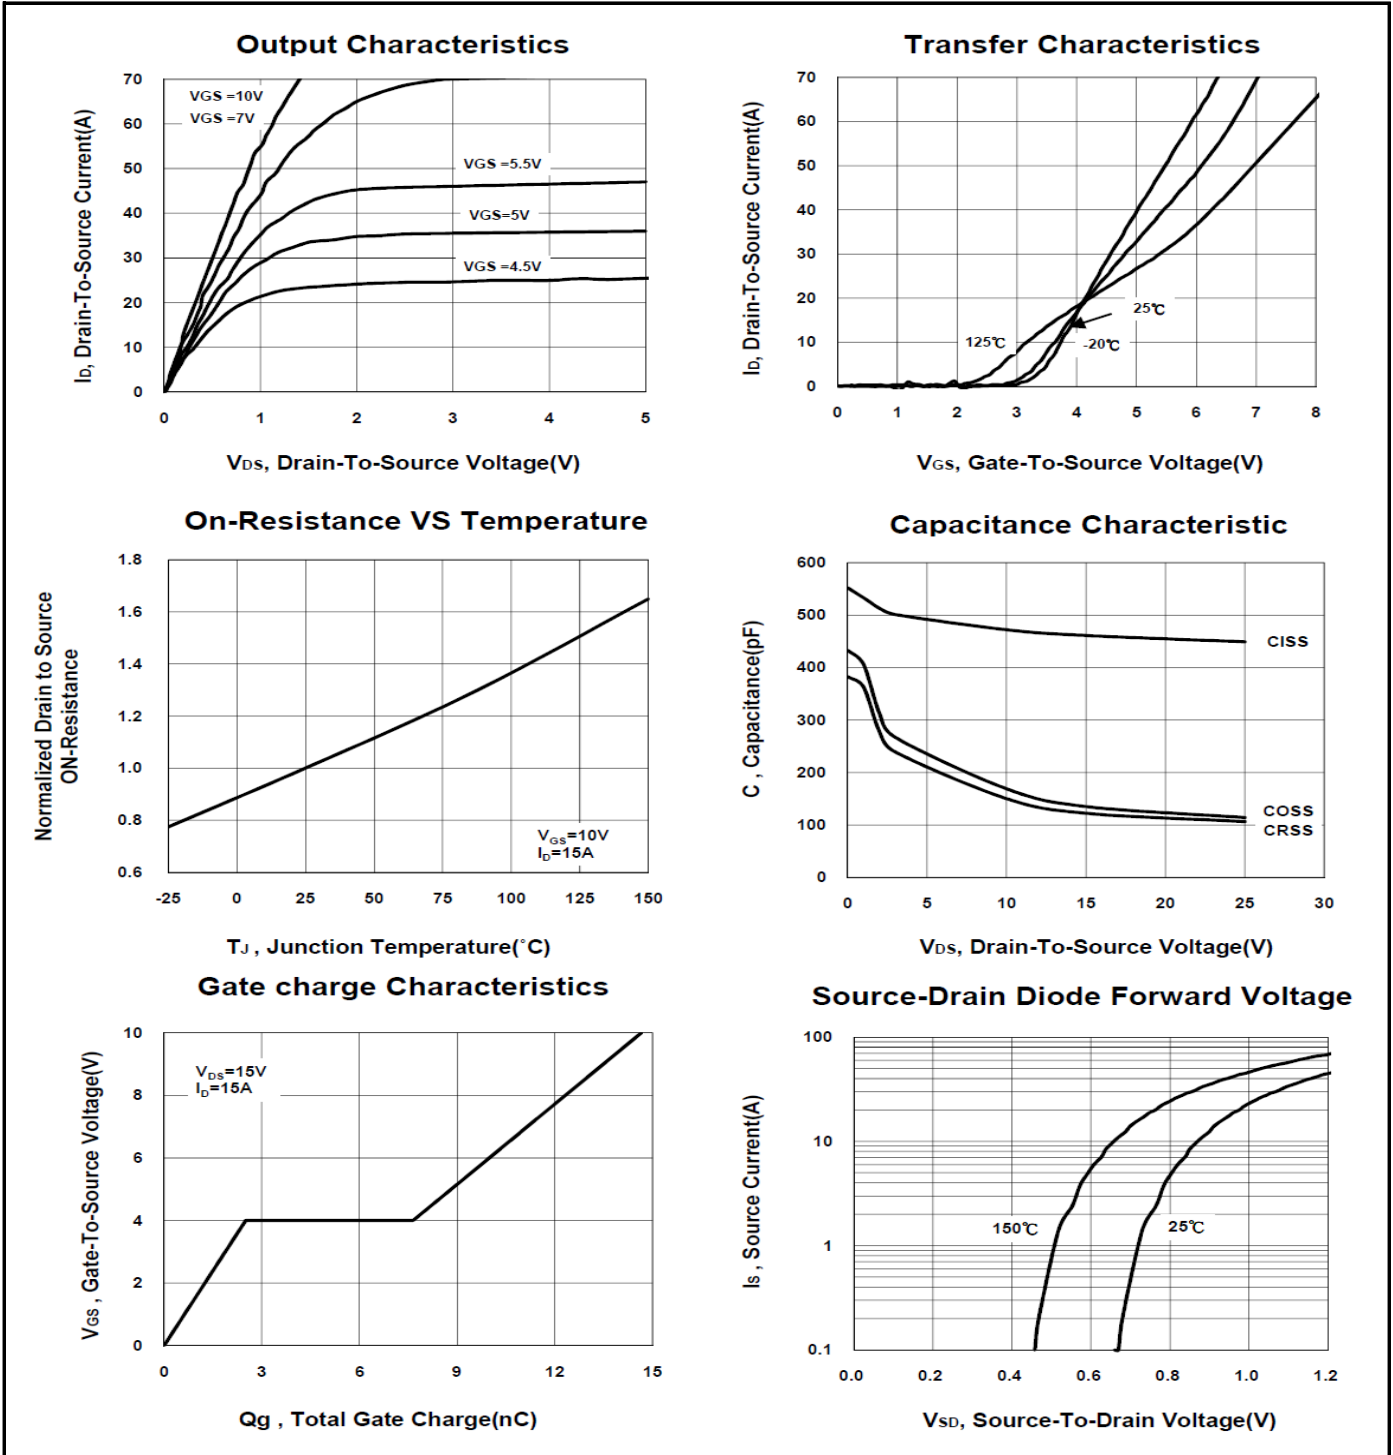 Output Characteristics
ID, Drain-To-Source Current(A)
70
60
50
40
30
20
10
0
VGS =10V
VGS =7V
VGS =5.5V
VGS=5V
VGS =4.5V
0 1 2 3 4 5
VDS, Drain-To-Source Voltage(V)
Transfer Characteristics
ID, Drain-To-Source Current(A)
70
60
50
40
30
20
10
0
25℃
125℃
-20℃
0 1 2 3 4 5 6 7 8
VGS, Gate-To-Source Voltage(V)
On-Resistance VS Temperature
Normalized Drain to Source
ON-Resistance
1.8
1.6
1.4
1.2
1.0
0.8
0.6
VGS=10V
ID=15A
-25 0 25 50 75 100 125 150
TJ , Junction Temperature(˚C)
Capacitance Characteristic
C , Capacitance(pF)
600
500
400
300
200
100
0
CISS
COSS
CRSS
0 5 10 15 20 25 30
VDS, Drain-To-Source Voltage(V)
Gate charge Characteristics
VGS , Gate-To-Source Voltage(V)
10
8
6
4
2
0
VDS=15V
ID=15A
0 3 6 9 12 15
Qg , Total Gate Charge(nC)
Source-Drain Diode Forward Voltage
IS , Source Current(A)
100
10
1
0.1
150℃
25℃
0.0 0.2 0.4 0.6 0.8 1.0 1.2
VSD, Source-To-Drain Voltage(V)